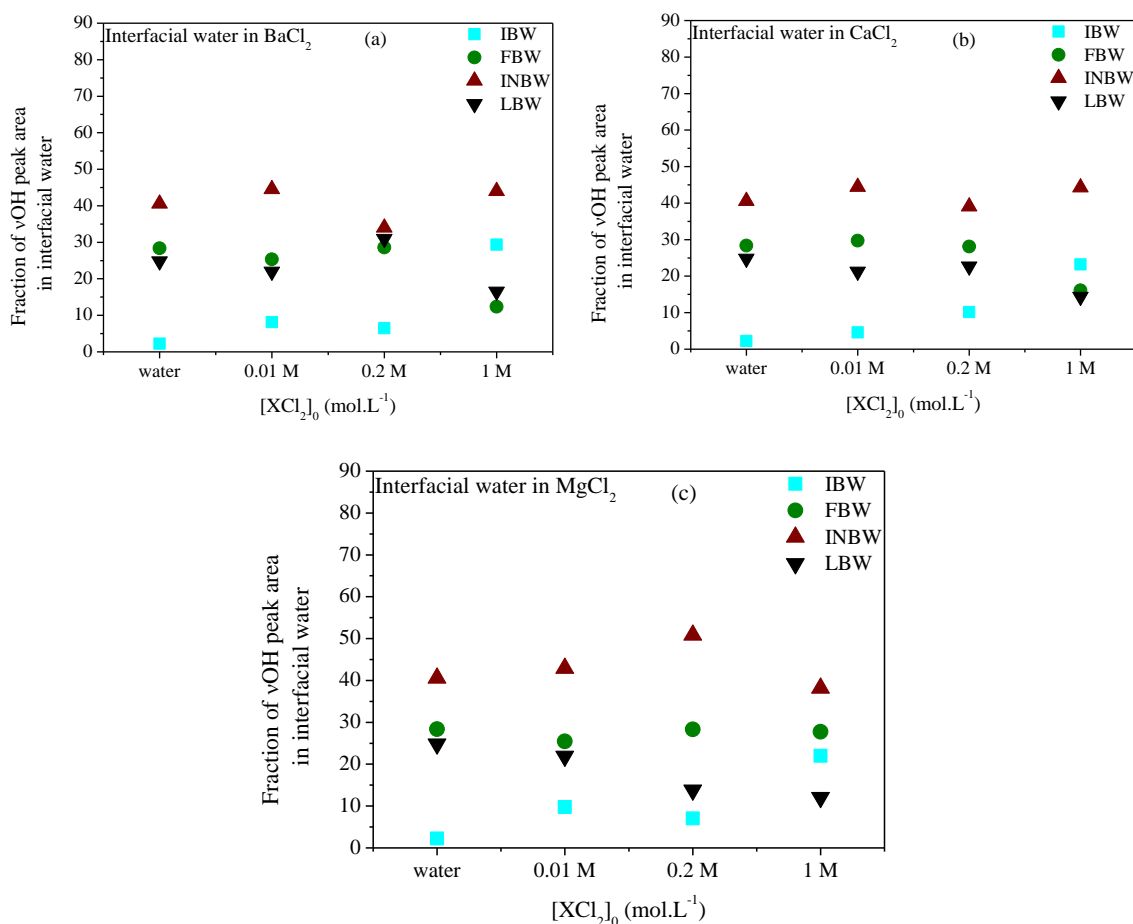 Interfacial water in BaCl₂ (a)
IBW
FBW
INBW
LBW
90
80
70
60
50
40
30
20
10
0
Fraction of νOH peak area
in interfacial water
water 0.01 M 0.2 M 1 M
[XCl₂]₀ (mol.L⁻¹)
Interfacial water in CaCl₂ (b)
IBW
FBW
INBW
LBW
90
80
70
60
50
40
30
20
10
0
Fraction of νOH peak area
in interfacial water
water 0.01 M 0.2 M 1 M
[XCl₂]₀ (mol.L⁻¹)
Interfacial water in MgCl₂ (c)
IBW
FBW
INBW
LBW
90
80
70
60
50
40
30
20
10
0
Fraction of νOH peak area
in interfacial water
water 0.01 M 0.2 M 1 M
[XCl₂]₀ (mol.L⁻¹)